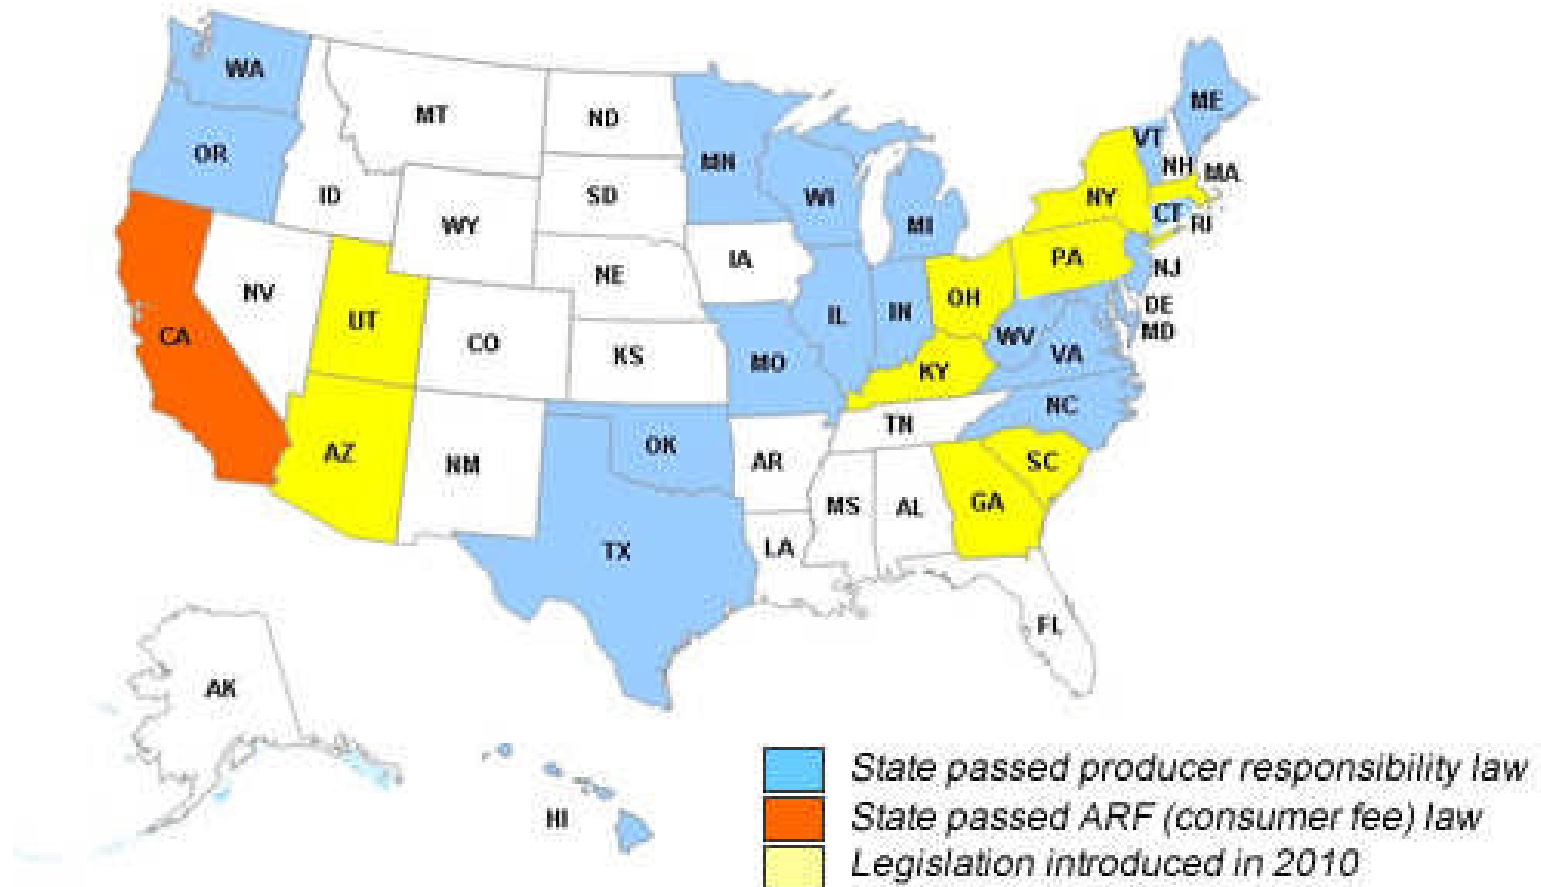 WA
MT
ND
MN
ME
VT
OR
ID
SD
WI
MI
NY
NH
MA
WY
CT
RI
NV
NE
IA
PA
NJ
UT
CO
KS
IL
IN
OH
DE
MD
CA
MO
WV
VA
KY
AZ
NM
OK
AR
TN
NC
SC
TX
LA
MS
AL
GA
FL
AK
HI
State passed producer responsibility law
State passed ARF (consumer fee) law
Legislation introduced in 2010